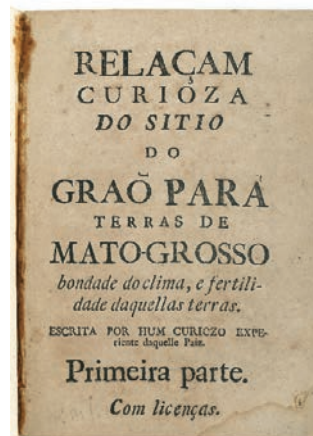 RELAÇAM
CURIOZA
DO SITIO
DO
GRAÕ PARÁ
TERRAS DE
MATO-GROSSO
bondade do clima, e fertili-
dade daquellas terras.
ESCRITA POR HUM CURIOZO EXPE-
riente daquelle Paiz.
Primeira parte.
Com licenças.